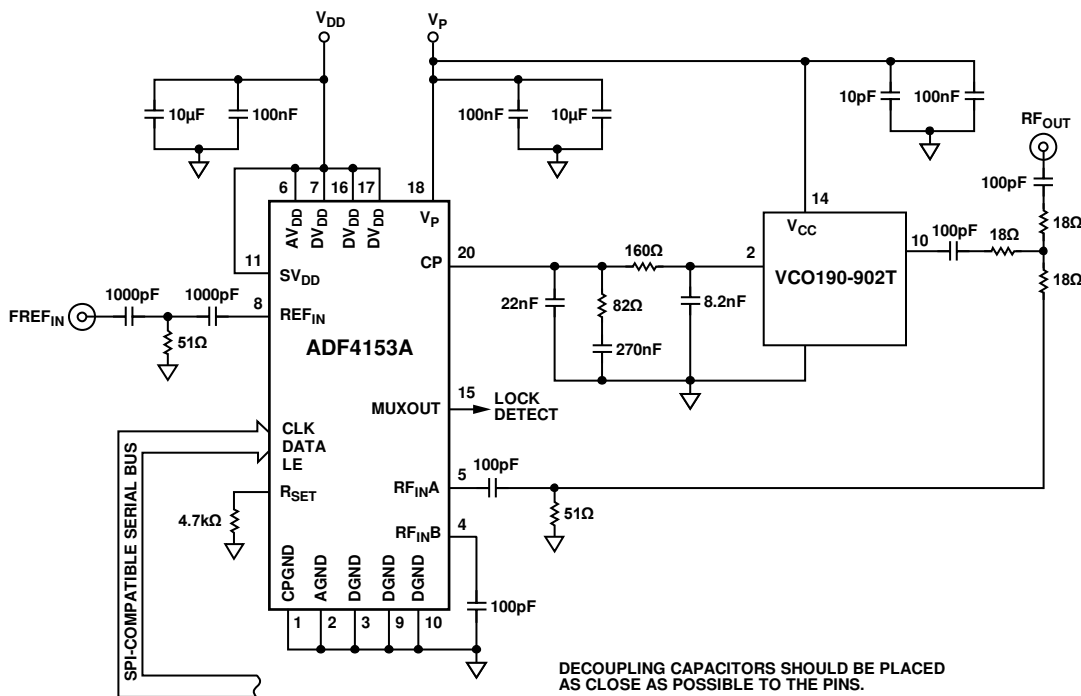 VDD
VP
10µF
100nF
100nF
10µF
10pF
100nF
RFOUT
100pF
18Ω
6
7
16
17
18
14
AVDD
DVDD
DVDD
DVDD
VP
VCC
11
SVDD
CP
20
160Ω
2
VCO190-902T
10
100pF
18Ω
18Ω
1000pF
1000pF
8
FREFIN
REFIN
51Ω
22nF
82Ω
8.2nF
270nF
ADF4153A
MUXOUT
15
LOCK
DETECT
CLK
DATA
LE
SPI-COMPATIBLE SERIAL BUS
RSET
4.7kΩ
RFINA
5
100pF
51Ω
RFINB
4
100pF
CPGND
AGND
DGND
DGND
DGND
1
2
3
9
10
DECOUPLING CAPACITORS SHOULD BE PLACED
AS CLOSE AS POSSIBLE TO THE PINS.